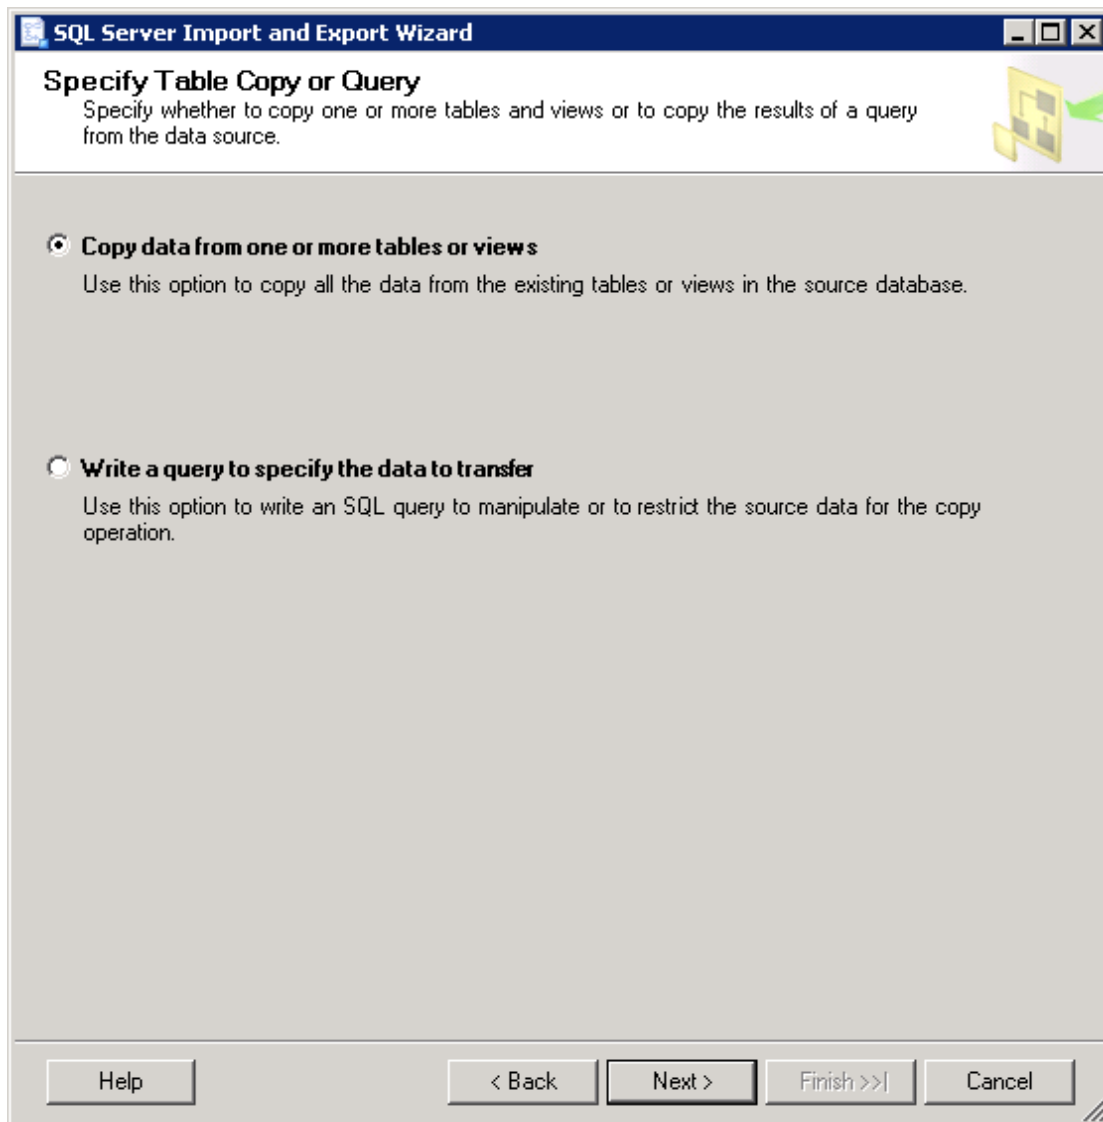 SQL Server Import and Export Wizard
Specify Table Copy or Query
Specify whether to copy one or more tables and views or to copy the results of a query
from the data source.
Copy data from one or more tables or views
Use this option to copy all the data from the existing tables or views in the source database.
Write a query to specify the data to transfer
Use this option to write an SQL query to manipulate or to restrict the source data for the copy
operation.
Help
< Back
Next >
Finish >>|
Cancel